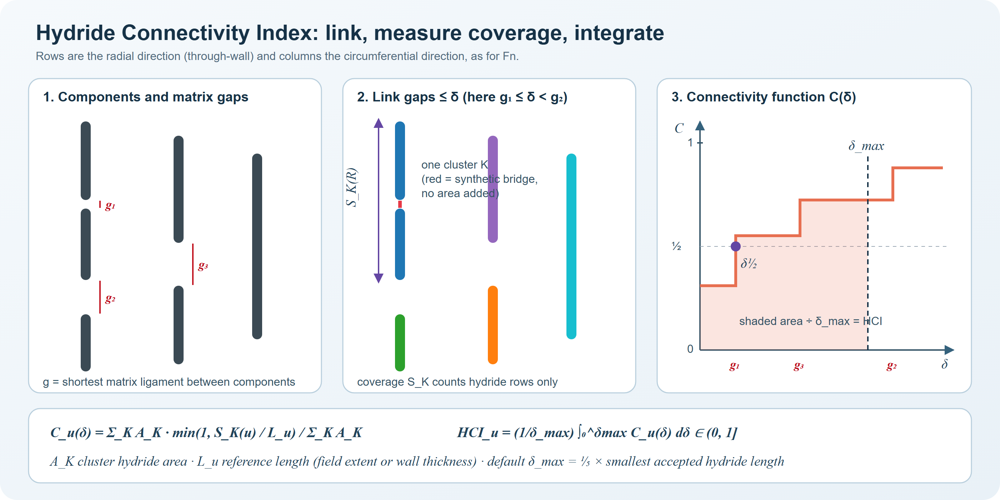 Hydride Connectivity Index: link, measure coverage, integrate
Rows are the radial direction (through-wall) and columns the circumferential direction, as for Fn.
1. Components and matrix gaps
g₁
g₃
g₂
g = shortest matrix ligament between components
2. Link gaps ≤ δ (here g₁ ≤ δ < g₂)
S_K(R)
one cluster K
(red = synthetic bridge,
no area added)
coverage S_K counts hydride rows only
3. Connectivity function C(δ)
C
1
δ_max
½
δ½
shaded area ÷ δ_max = HCI
0
g₁
g₃
g₂
δ
C_u(δ) = Σ_K A_K · min(1, S_K(u) / L_u) / Σ_K A_K
HCI_u = (1/δ_max) ∫₀^δmax C_u(δ) dδ ∈ (0, 1]
A_K cluster hydride area · L_u reference length (field extent or wall thickness) · default δ_max = ⅕ × smallest accepted hydride length